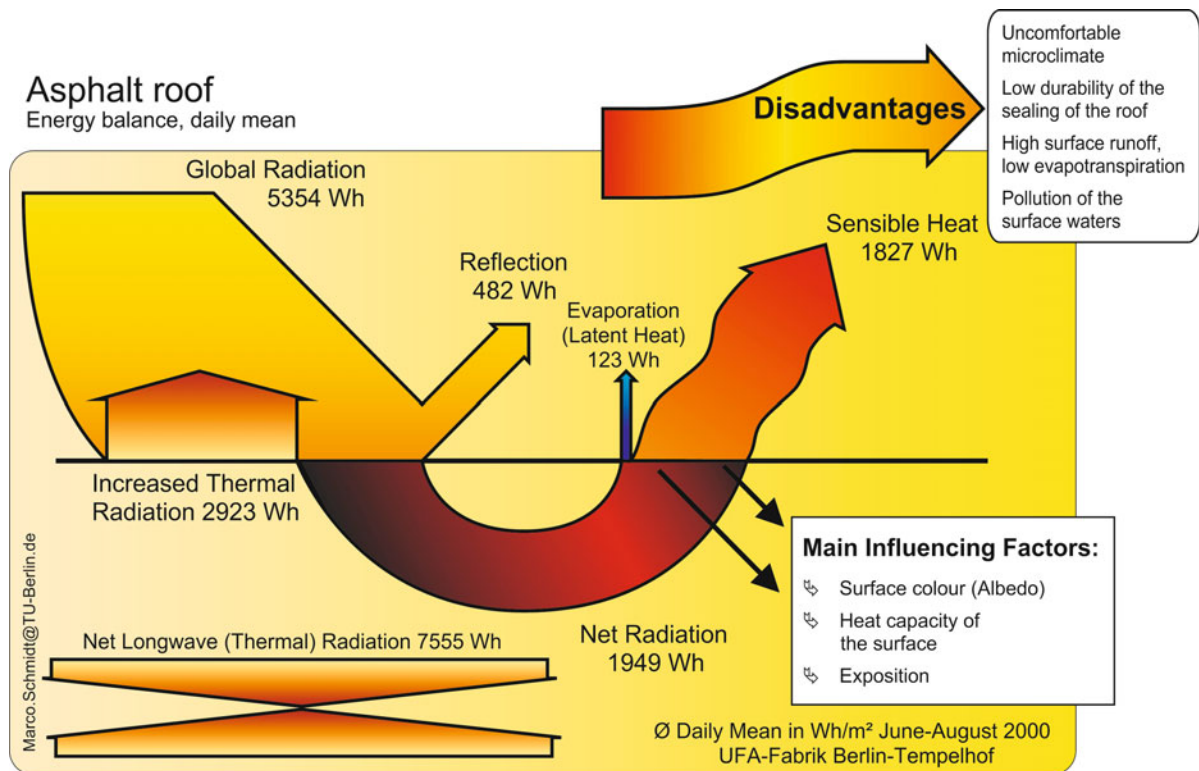 Asphalt roof
Energy balance, daily mean
Disadvantages
Uncomfortable
microclimate
Low durability of the
sealing of the roof
High surface runoff,
low evapotranspiration
Pollution of the
surface waters
Global Radiation
5354 Wh
Reflection
482 Wh
Evaporation
(Latent Heat)
123 Wh
Sensible Heat
1827 Wh
Increased Thermal
Radiation 2923 Wh
Net Radiation
1949 Wh
Main Influencing Factors:
Surface colour (Albedo)
Heat capacity of
the surface
Exposition
Net Longwave (Thermal) Radiation 7555 Wh
Ø Daily Mean in Wh/m² June-August 2000
UFA-Fabrik Berlin-Tempelhof
Marco.Schmidt@TU-Berlin.de